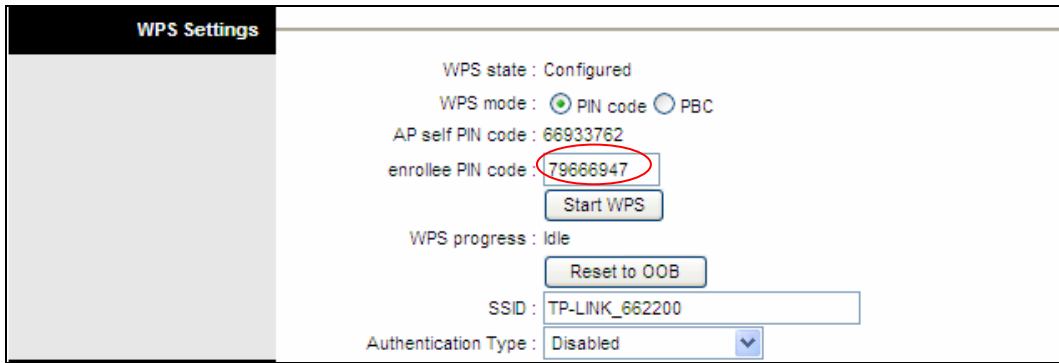 WPS Settings
WPS state : Configured
WPS mode : PIN code PBC
AP self PIN code : 66933762
enrollee PIN code : 79666947
Start WPS
WPS progress : Idle
Reset to OOB
SSID : TP-LINK_662200
Authentication Type : Disabled